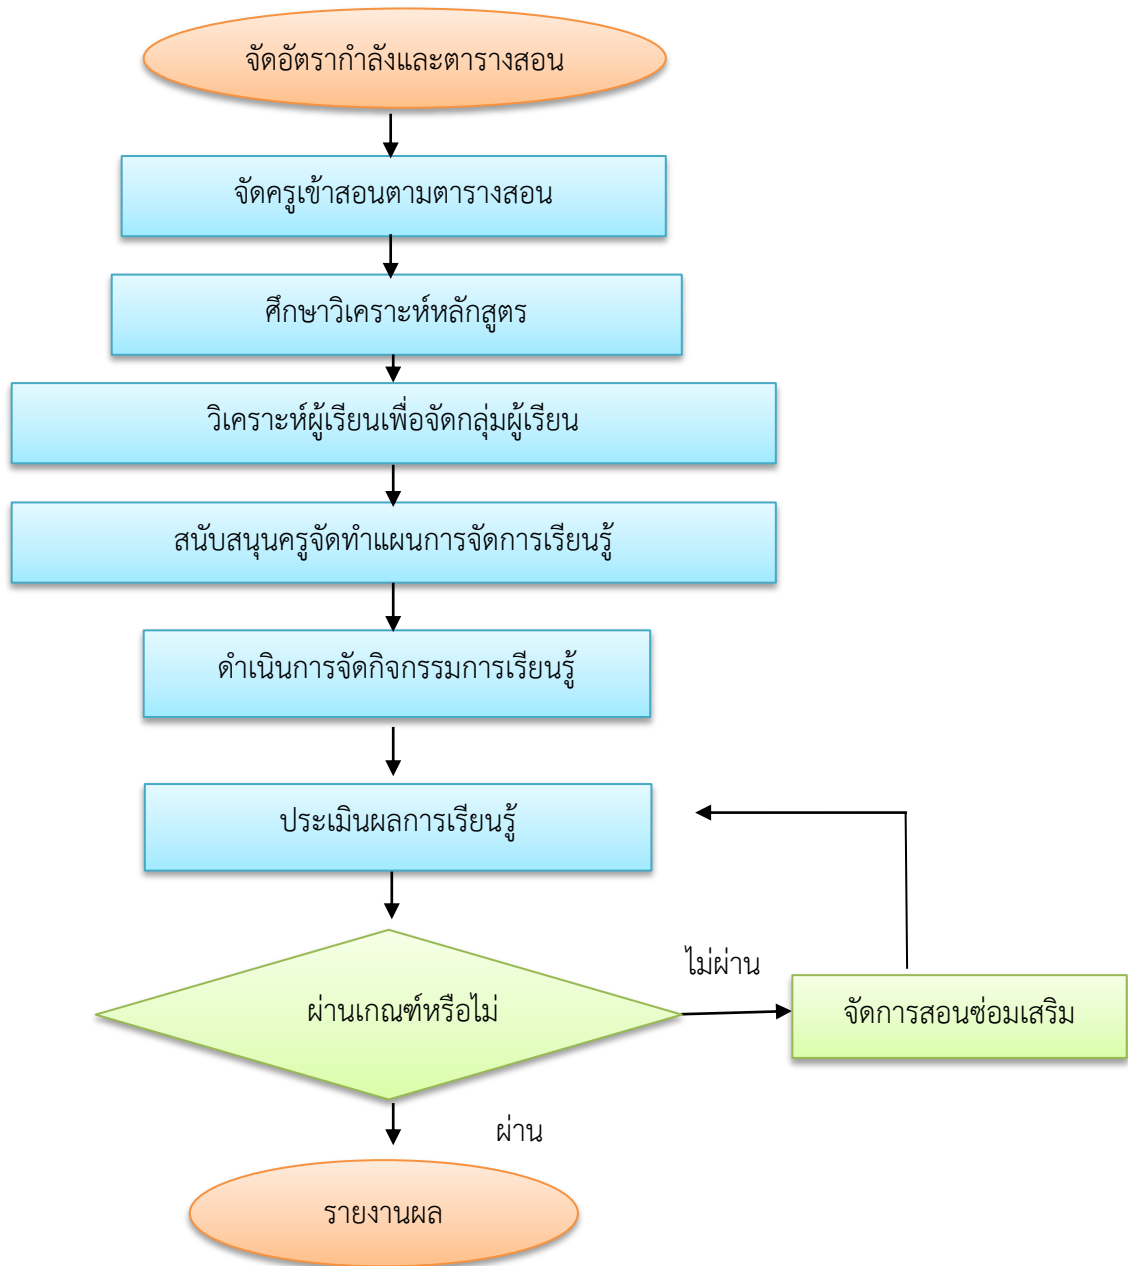 จัดอัตรากำลังและตารางสอน
จัดครูเข้าสอนตามตารางสอน
ศึกษาวิเคราะห์หลักสูตร
วิเคราะห์ผู้เรียนเพื่อจัดกลุ่มผู้เรียน
สนับสนุนครูจัดทำแผนการจัดการเรียนรู้
ดำเนินการจัดกิจกรรมการเรียนรู้
ประเมินผลการเรียนรู้
ผ่านเกณฑ์หรือไม่
ไม่ผ่าน
จัดการสอนซ่อมเสริม
ผ่าน
รายงานผล